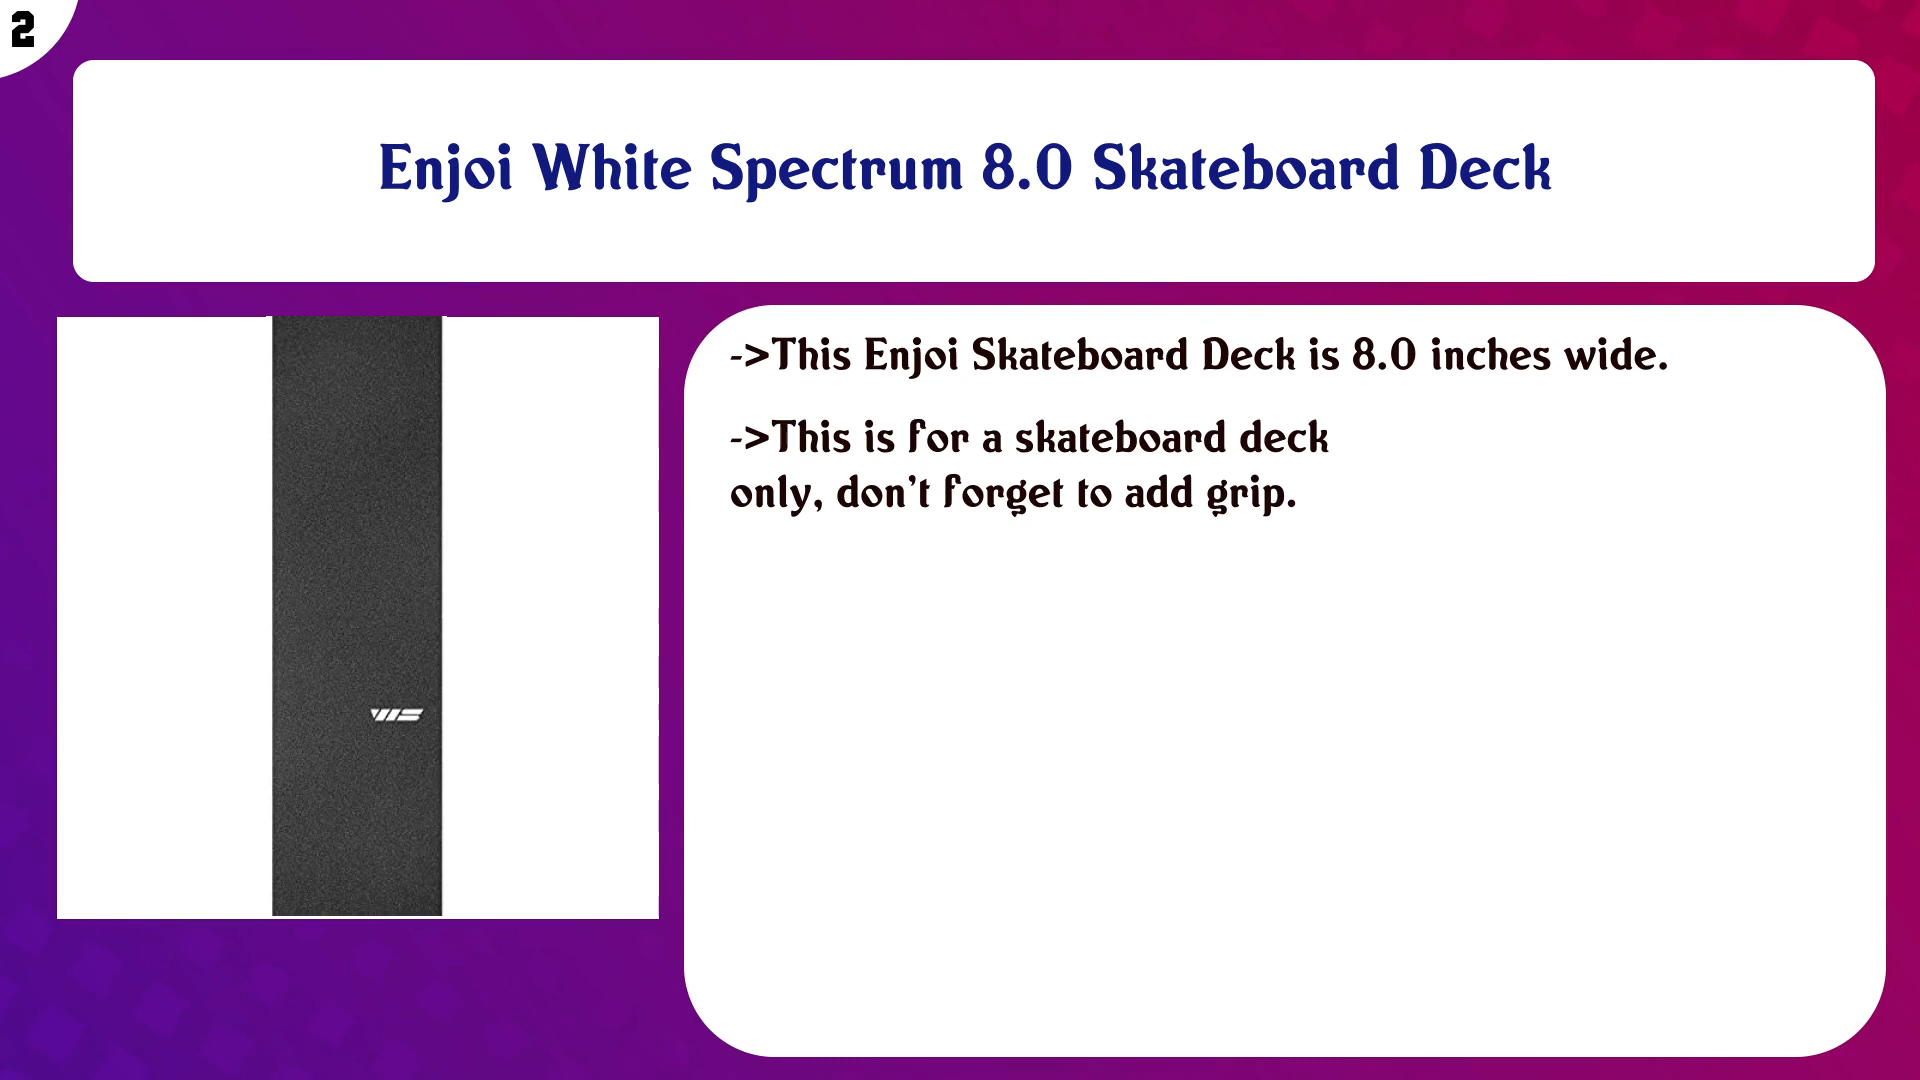 2
Enjoi White Spectrum 8.0 Skateboard Deck
->This Enjoi Skateboard Deck is 8.0 inches wide.
->This is for a skateboard deck
only, don't forget to add grip.
WS